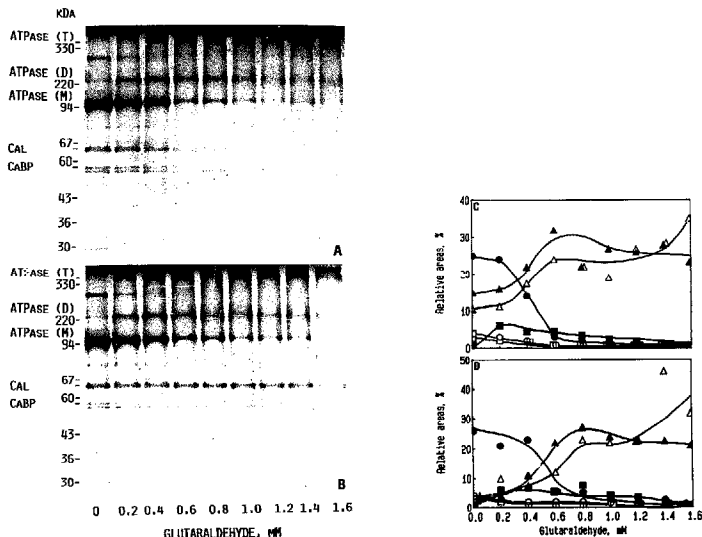 KDA
ATPASE (T)
330
ATPASE (D)
220
ATPASE (M)
94
CAL
67
60
CABP
43
36
30
A
ATPASE (T)
330
ATPASE (D)
220
ATPASE (M)
94
CAL
67
60
CABP
43
36
30
B
0 0.2 0.4 0.6 0.8 1.0 1.2 1.4 1.6
GLUTARALDEHYDE, MM
C
40
30
20
10
0
Relative areas, %
D
50
40
30
20
10
0
Relative areas, %
0.0 0.2 0.4 0.6 0.8 1.0 1.2 1.4 1.6
Glutaraldehyde, mM